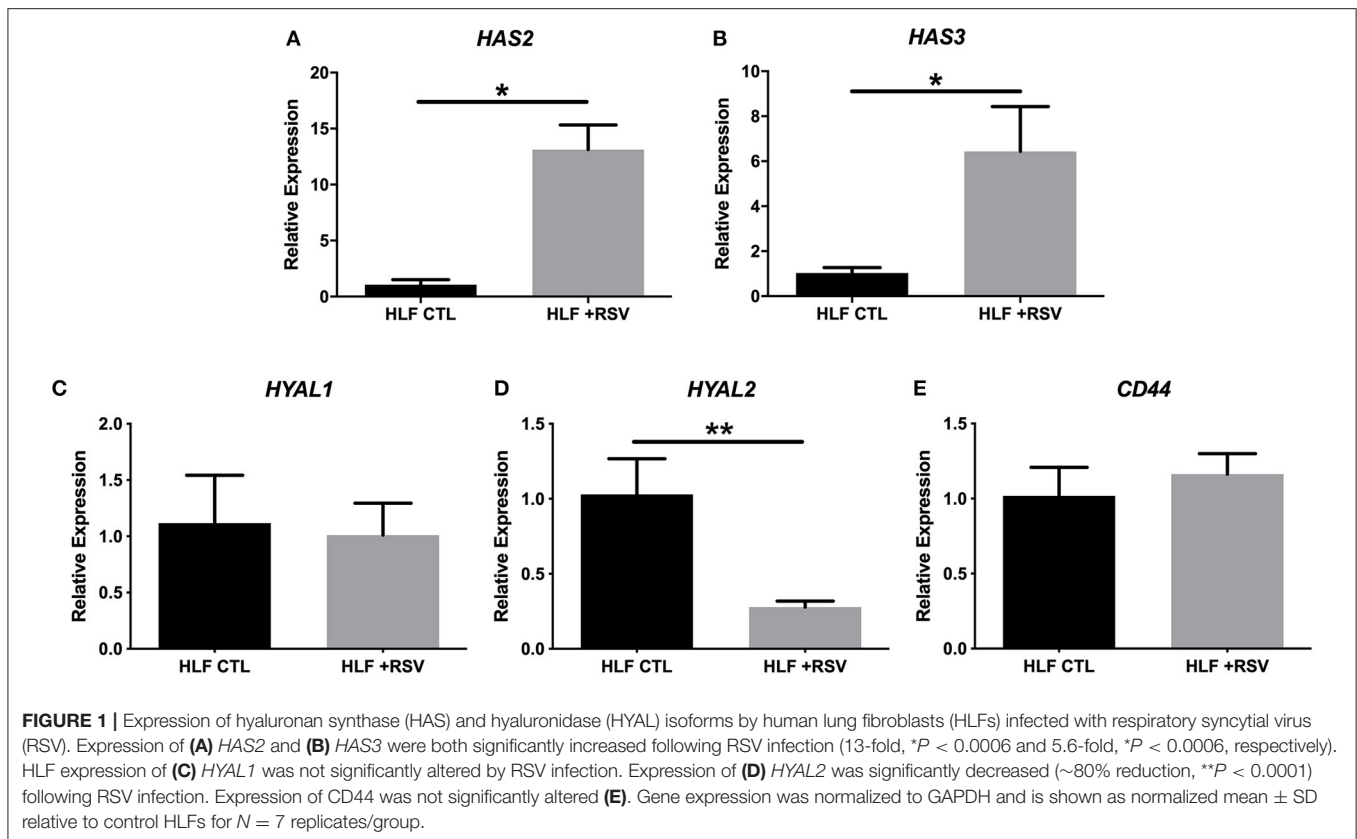 A
HAS2
Relative Expression
20
15
10
5
0
*
HLF CTL
HLF +RSV
B
HAS3
Relative Expression
10
8
6
4
2
0
*
HLF CTL
HLF +RSV
C
HYAL1
Relative Expression
2.0
1.5
1.0
0.5
0.0
HLF CTL
HLF +RSV
D
HYAL2
Relative Expression
1.5
1.0
0.5
0.0
**
HLF CTL
HLF +RSV
E
CD44
Relative Expression
1.5
1.0
0.5
0.0
HLF CTL
HLF +RSV
FIGURE 1 | Expression of hyaluronan synthase (HAS) and hyaluronidase (HYAL) isoforms by human lung fibroblasts (HLFs) infected with respiratory syncytial virus
(RSV). Expression of (A) HAS2 and (B) HAS3 were both significantly increased following RSV infection (13-fold, *P < 0.0006 and 5.6-fold, *P < 0.0006, respectively).
HLF expression of (C) HYAL1 was not significantly altered by RSV infection. Expression of (D) HYAL2 was significantly decreased (~80% reduction, **P < 0.0001)
following RSV infection. Expression of CD44 was not significantly altered (E). Gene expression was normalized to GAPDH and is shown as normalized mean ± SD
relative to control HLFs for N = 7 replicates/group.